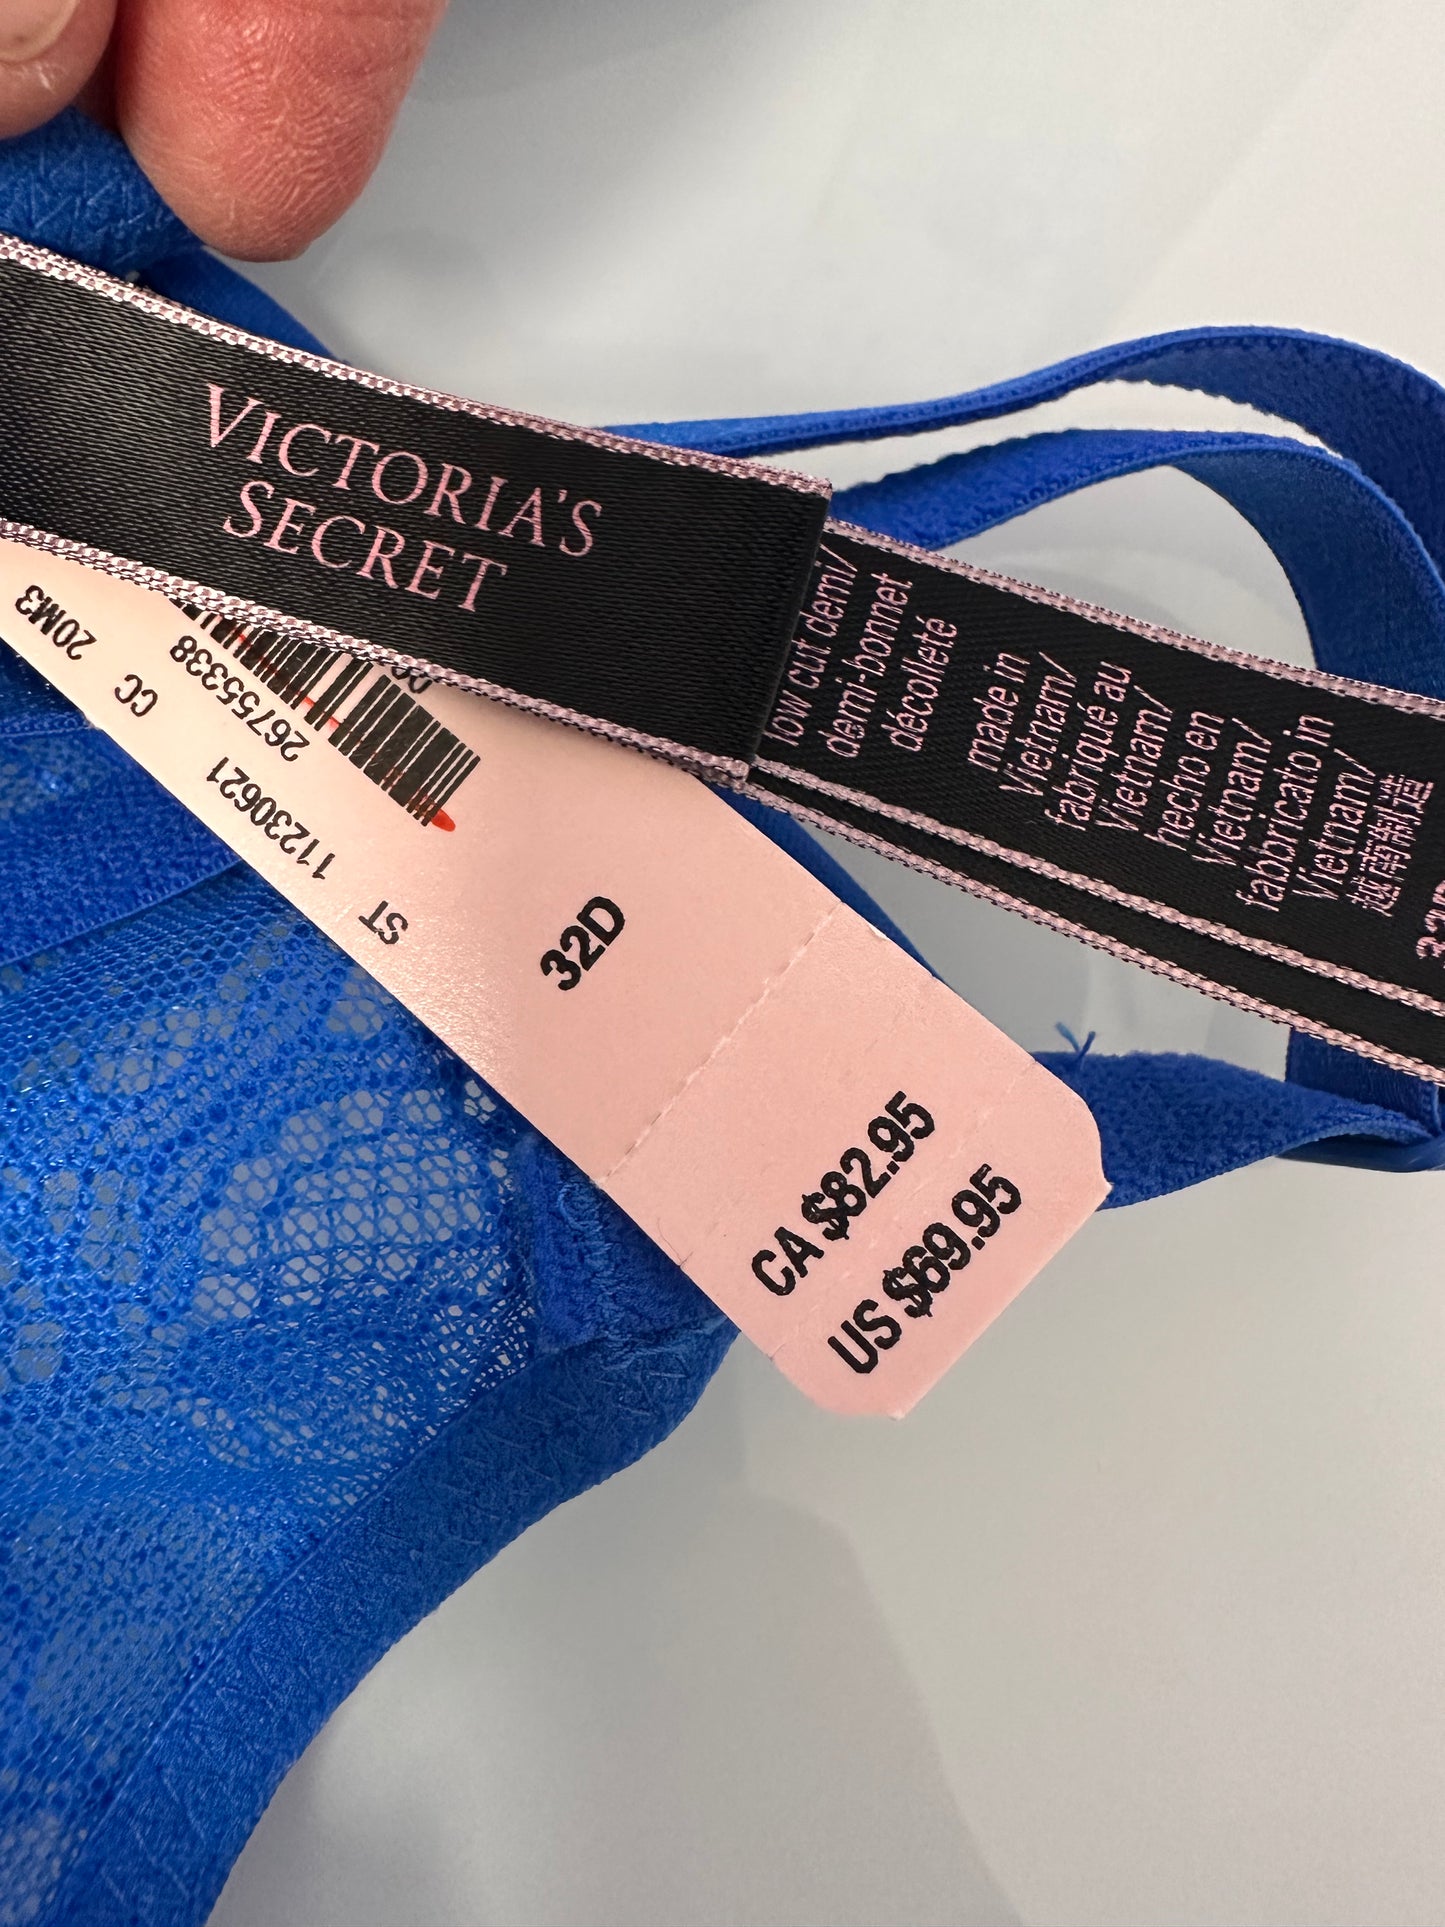 VICTORIA'S
SECRET
low cut demi/
demi-bonnet
décolleté
made in
Vietnam/
fabriqué au
Vietnam/
hecho en
Vietnam/
fabbricato in
Vietnam/
越南制造
20M3
CC
26755338
11230621
ST
32D
CA $82.95
US $69.95